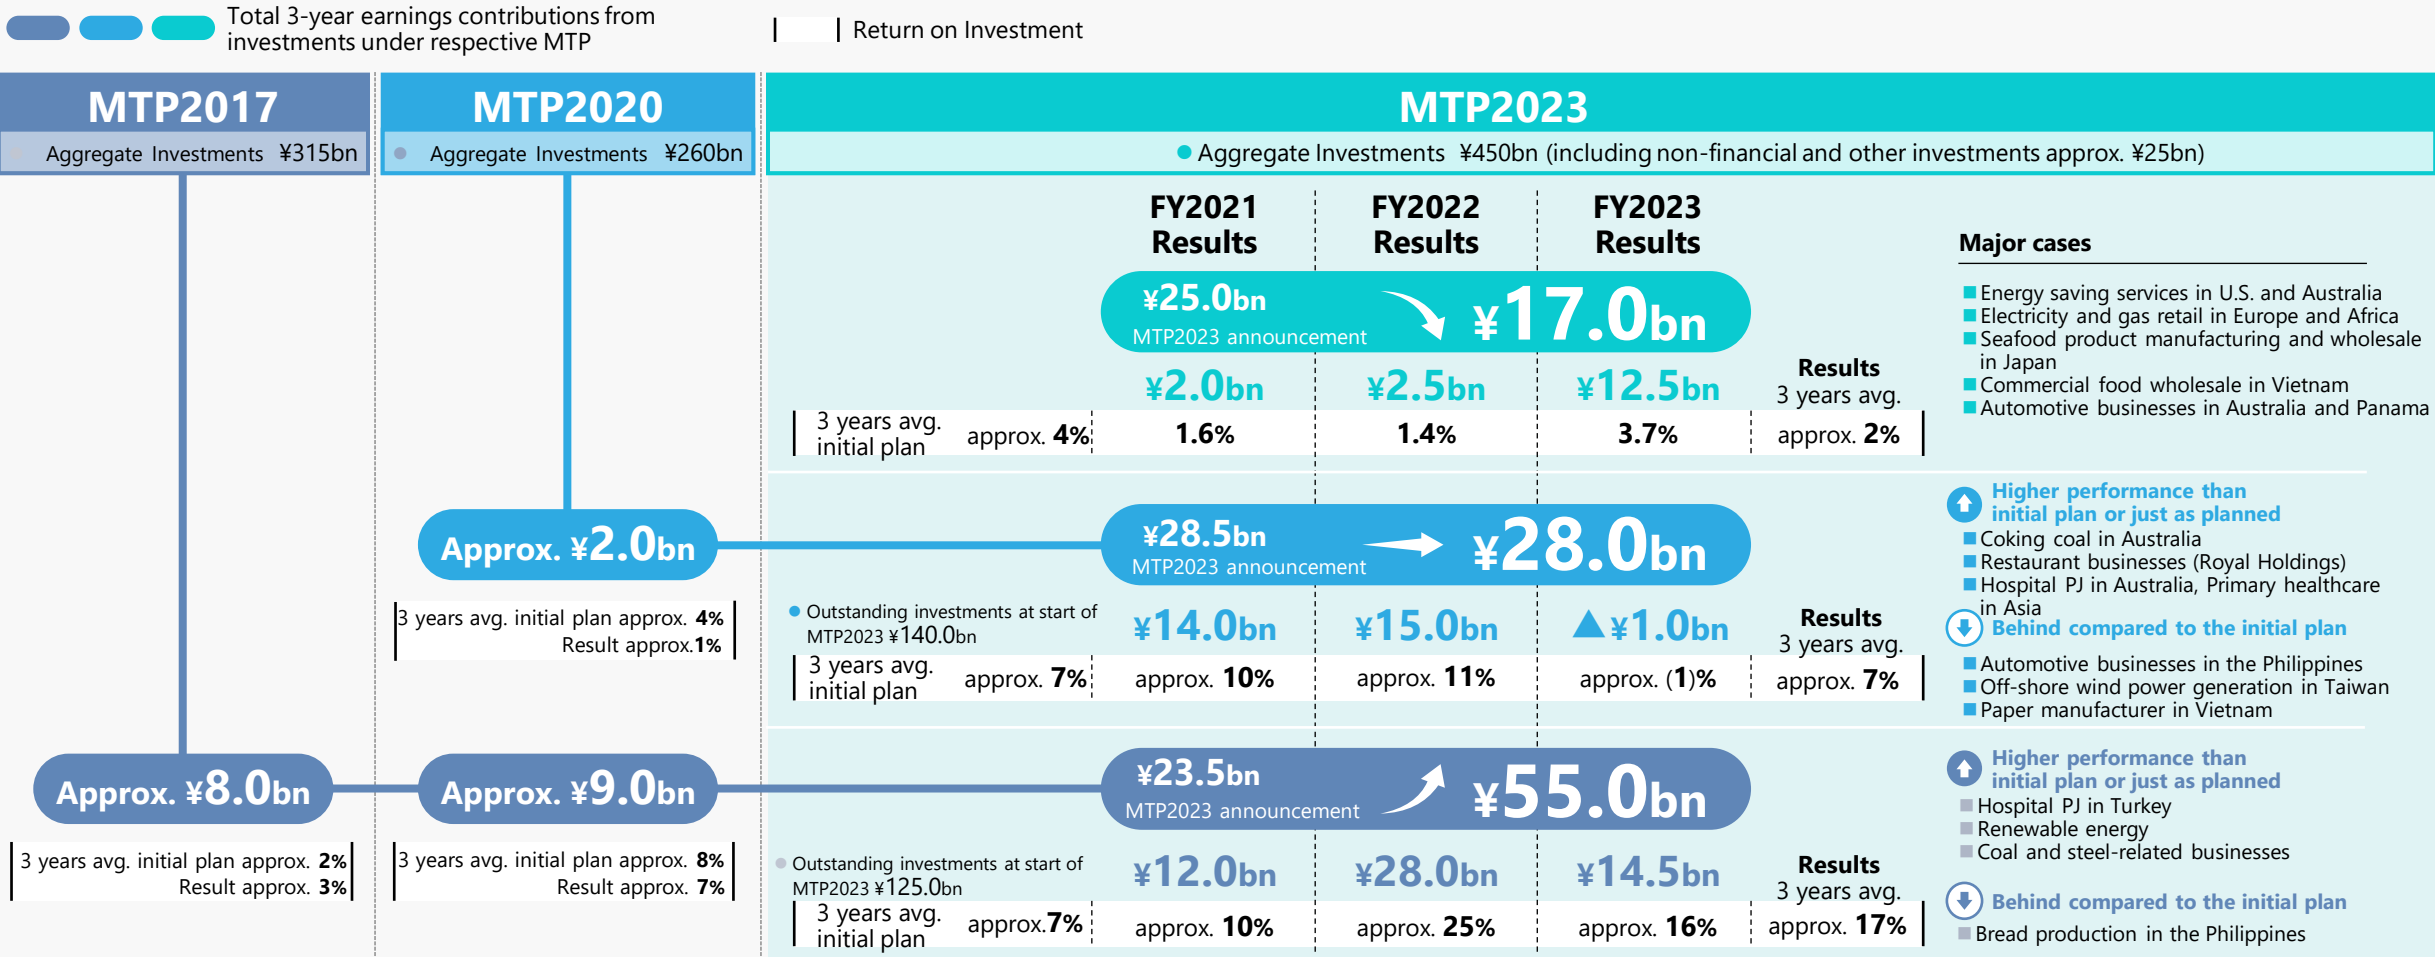 Total 3-year earnings contributions from
investments under respective MTP
Return on Investment
MTP2017
Aggregate Investments ¥315bn
MTP2020
● Aggregate Investments ¥260bn
MTP2023
● Aggregate Investments ¥450bn (including non-financial and other investments approx. ¥25bn)
FY2021
Results
FY2022
Results
FY2023
Results
¥25.0bn
MTP2023 announcement
¥17.0bn
¥2.0bn
¥2.5bn
¥12.5bn
Results
3 years avg.
3 years avg.
initial plan
approx. 4%
1.6%
1.4%
3.7%
approx. 2%
Major cases
■ Energy saving services in U.S. and Australia
■ Electricity and gas retail in Europe and Africa
■ Seafood product manufacturing and wholesale
in Japan
■ Commercial food wholesale in Vietnam
■ Automotive businesses in Australia and Panama
Approx. ¥2.0bn
3 years avg. initial plan approx. 4%
Result approx.1%
¥28.5bn
MTP2023 announcement
¥28.0bn
● Outstanding investments at start of
MTP2023 ¥140.0bn
¥14.0bn
¥15.0bn
▲¥1.0bn
Results
3 years avg.
3 years avg.
initial plan
approx. 7%
approx. 10%
approx. 11%
approx. (1)%
approx. 7%
Higher performance than
initial plan or just as planned
■ Coking coal in Australia
■ Restaurant businesses (Royal Holdings)
■ Hospital PJ in Australia, Primary healthcare
in Asia
Behind compared to the initial plan
■ Automotive businesses in the Philippines
■ Off-shore wind power generation in Taiwan
■ Paper manufacturer in Vietnam
Approx. ¥8.0bn
3 years avg. initial plan approx. 2%
Result approx. 3%
Approx. ¥9.0bn
3 years avg. initial plan approx. 8%
Result approx. 7%
¥23.5bn
MTP2023 announcement
¥55.0bn
● Outstanding investments at start of
MTP2023 ¥125.0bn
¥12.0bn
¥28.0bn
¥14.5bn
Results
3 years avg.
3 years avg.
initial plan
approx.7%
approx. 10%
approx. 25%
approx. 16%
approx. 17%
Higher performance than
initial plan or just as planned
■ Hospital PJ in Turkey
■ Renewable energy
■ Coal and steel-related businesses
Behind compared to the initial plan
■ Bread production in the Philippines